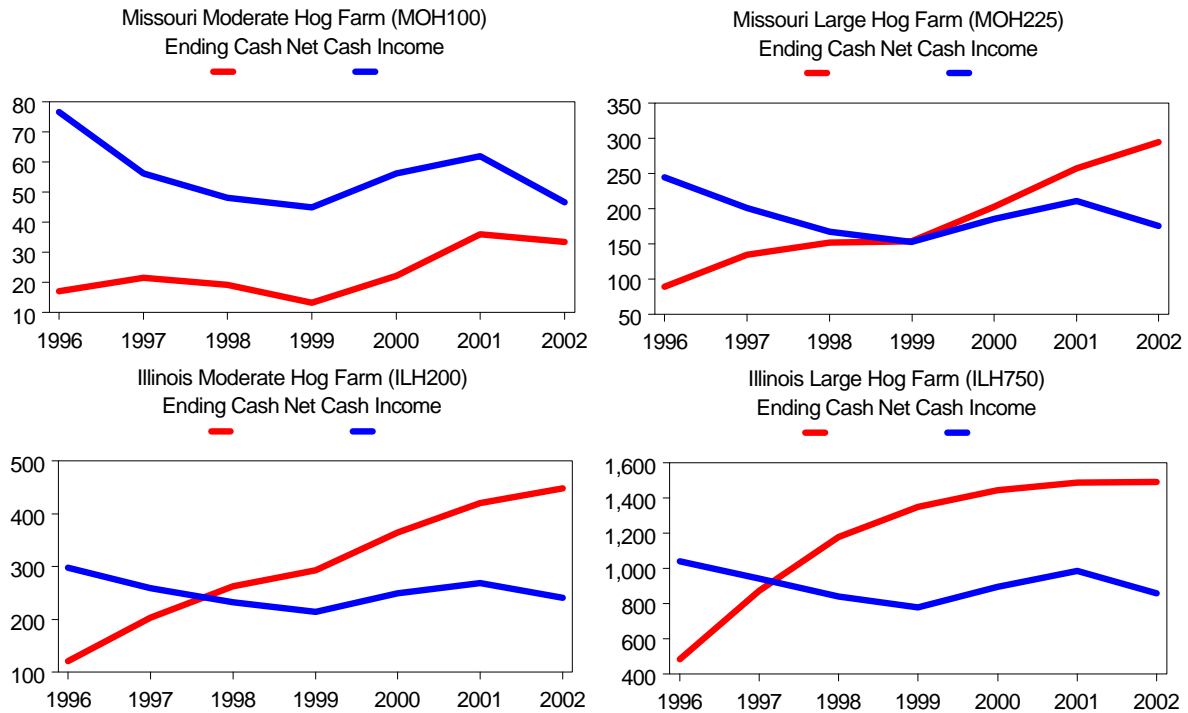 Missouri Moderate Hog Farm (MOH100)
Ending Cash Net Cash Income
80
70
60
50
40
30
20
10
1996 1997 1998 1999 2000 2001 2002
Missouri Large Hog Farm (MOH225)
Ending Cash Net Cash Income
350
300
250
200
150
100
50
1996 1997 1998 1999 2000 2001 2002
Illinois Moderate Hog Farm (ILH200)
Ending Cash Net Cash Income
500
400
300
200
100
1996 1997 1998 1999 2000 2001 2002
Illinois Large Hog Farm (ILH750)
Ending Cash Net Cash Income
1,600
1,400
1,200
1,000
800
600
400
1996 1997 1998 1999 2000 2001 2002